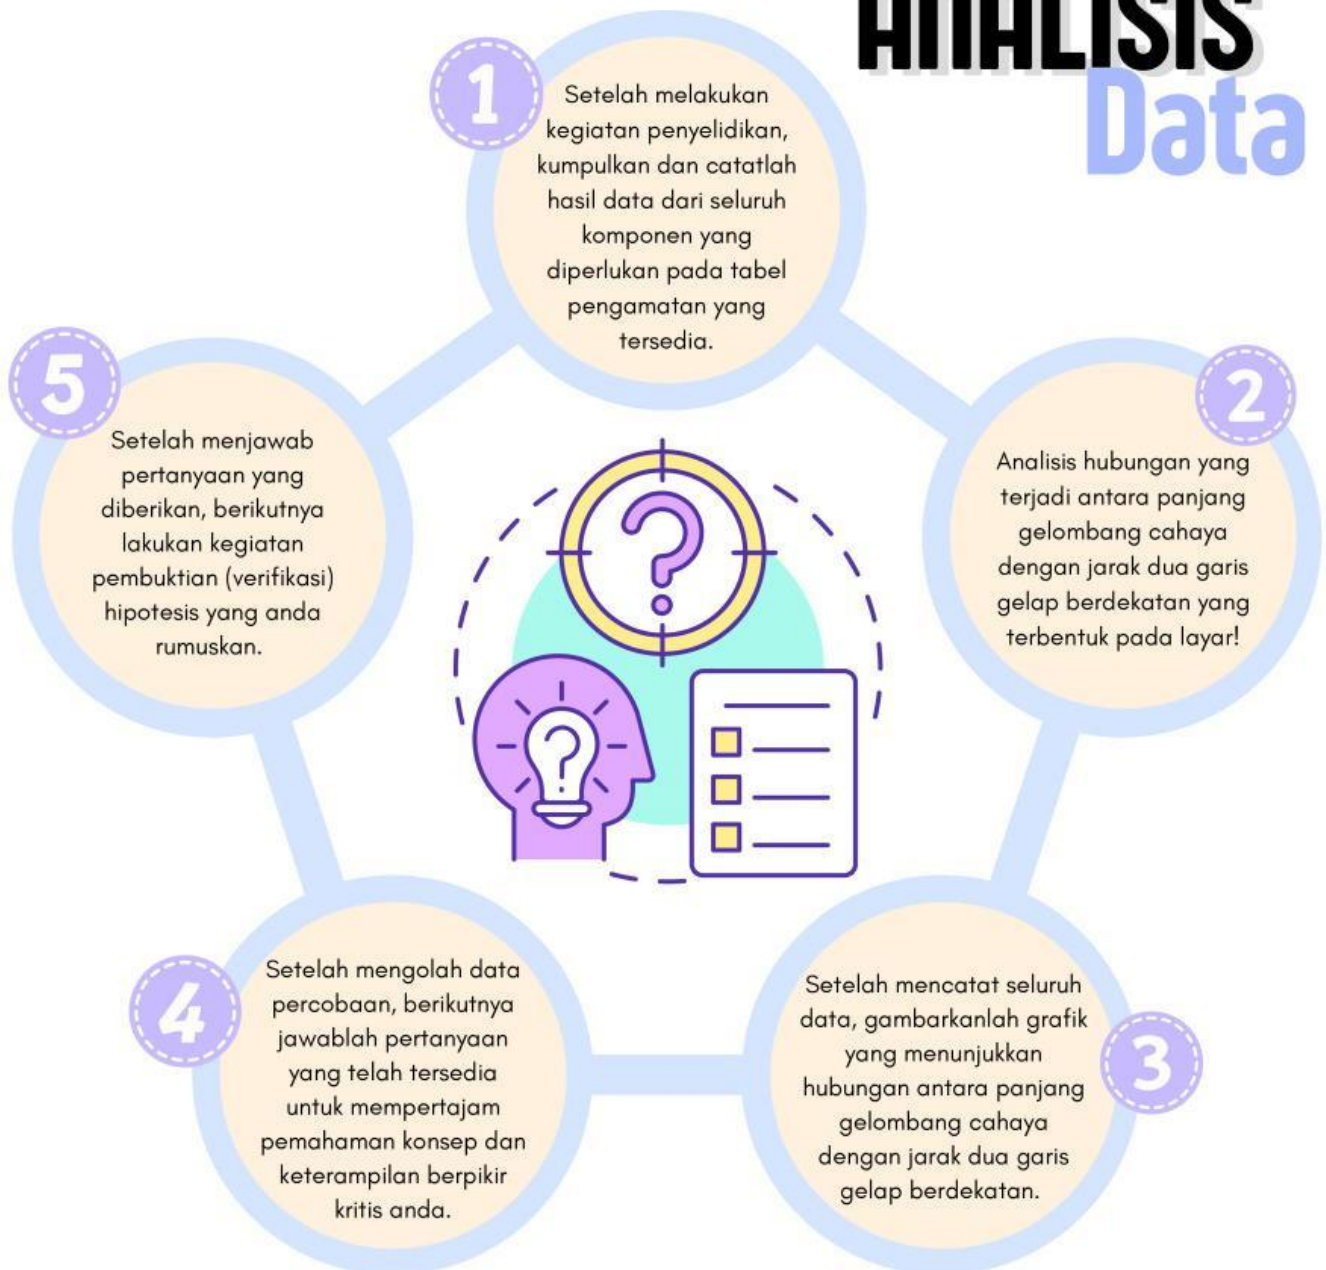 ANALISIS
Data
1
Setelah melakukan
kegiatan penyelidikan,
kumpulkan dan catatlah
hasil data dari seluruh
komponen yang
diperlukan pada tabel
pengamatan yang
tersedia.
2
Analisis hubungan yang
terjadi antara panjang
gelombang cahaya
dengan jarak dua garis
gelap berdekatan yang
terbentuk pada layar!
3
Setelah mencatat seluruh
data, gambarkanlah grafik
yang menunjukkan
hubungan antara panjang
gelombang cahaya
dengan jarak dua garis
gelap berdekatan.
4
Setelah mengolah data
percobaan, berikutnya
jawablah pertanyaan
yang telah tersedia
untuk mempertajam
pemahaman konsep dan
keterampilan berpikir
kritis anda.
5
Setelah menjawab
pertanyaan yang
diberikan, berikutnya
lakukan kegiatan
pembuktian (verifikasi)
hipotesis yang anda
rumuskan.